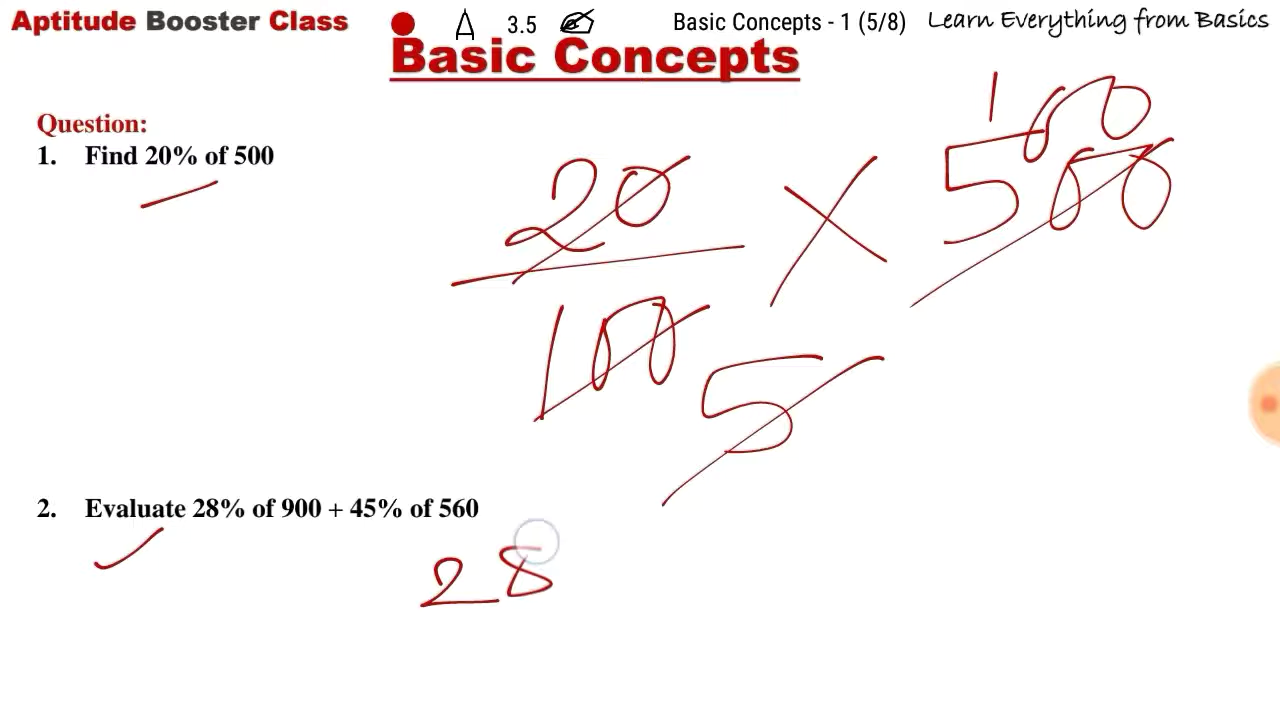 Aptitude Booster Class A 3.5 Basic Concepts - 1 (5/8) Learn Everything from Basics
Basic Concepts
Question:
1. Find 20% of 500
20 × 500
100
100
5
2. Evaluate 28% of 900 + 45% of 560
28